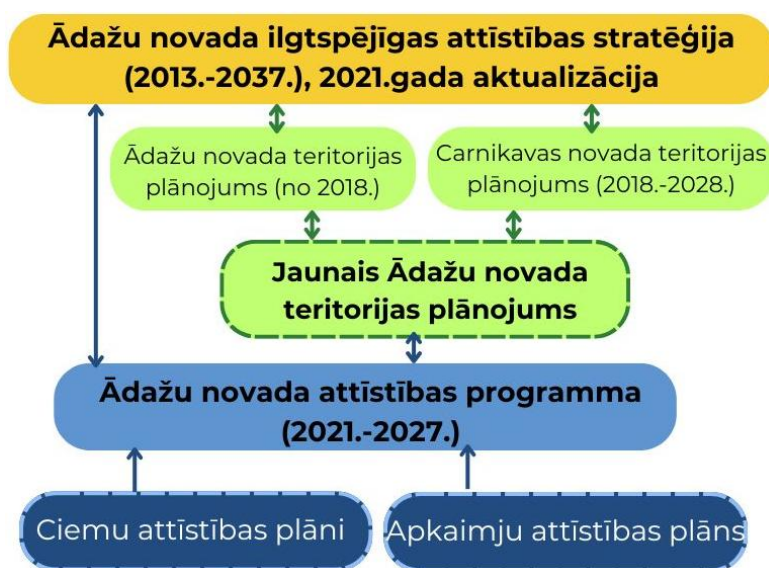 Ādažu novada ilgtspējīgas attīstības stratēģija
(2013.-2037.), 2021.gada aktualizācija
Ādažu novada teritorijas
plānojums (no 2018.)
Carnikavas novada teritorijas
plānojums (2018.-2028.)
Jaunais Ādažu novada
teritorijas plānojums
Ādažu novada attīstības programma
(2021.-2027.)
Ciemu attīstības plāni
Apkaimju attīstības plāns